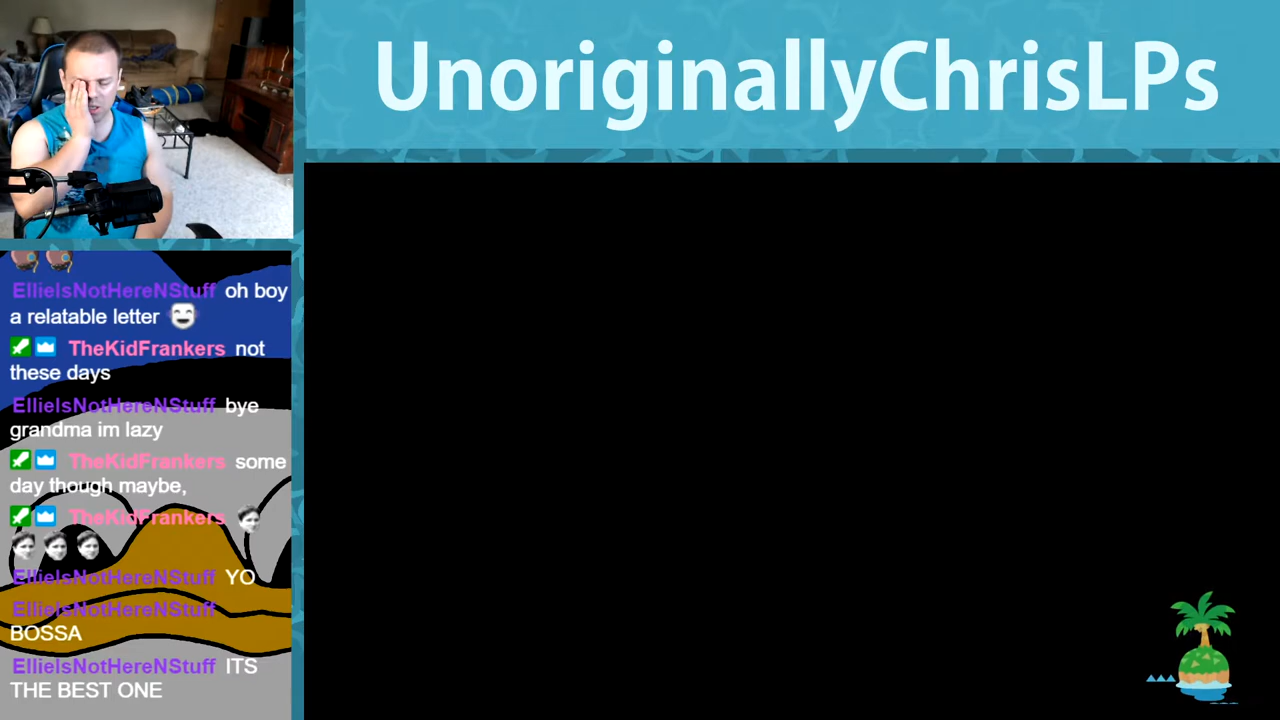 UnoriginallyChrisLPs
EllieIsNotHereNStuff oh boy
a relatable letter
TheKidFrankers not
these days
EllieIsNotHereNStuff bye
grandma im lazy
TheKidFrankers some
day though maybe,
TheKidFrankers
EllieIsNotHereNStuff YO
EllieIsNotHereNStuff
BOSSA
EllieIsNotHereNStuff ITS
THE BEST ONE